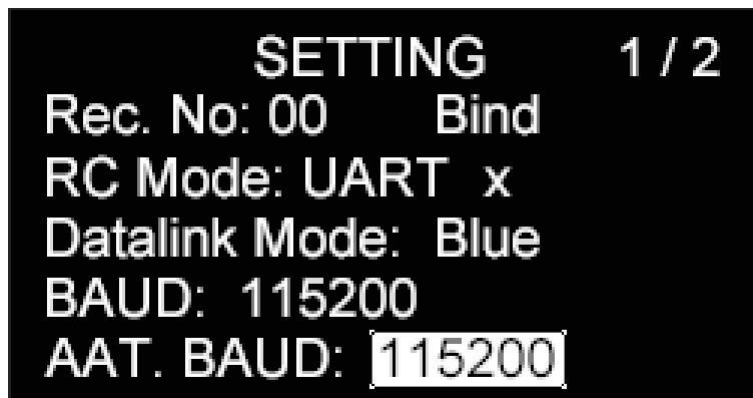 SETTING 1 / 2
Rec. No: 00 Bind
RC Mode: UART x
Datalink Mode: Blue
BAUD: 115200
AAT. BAUD: 115200